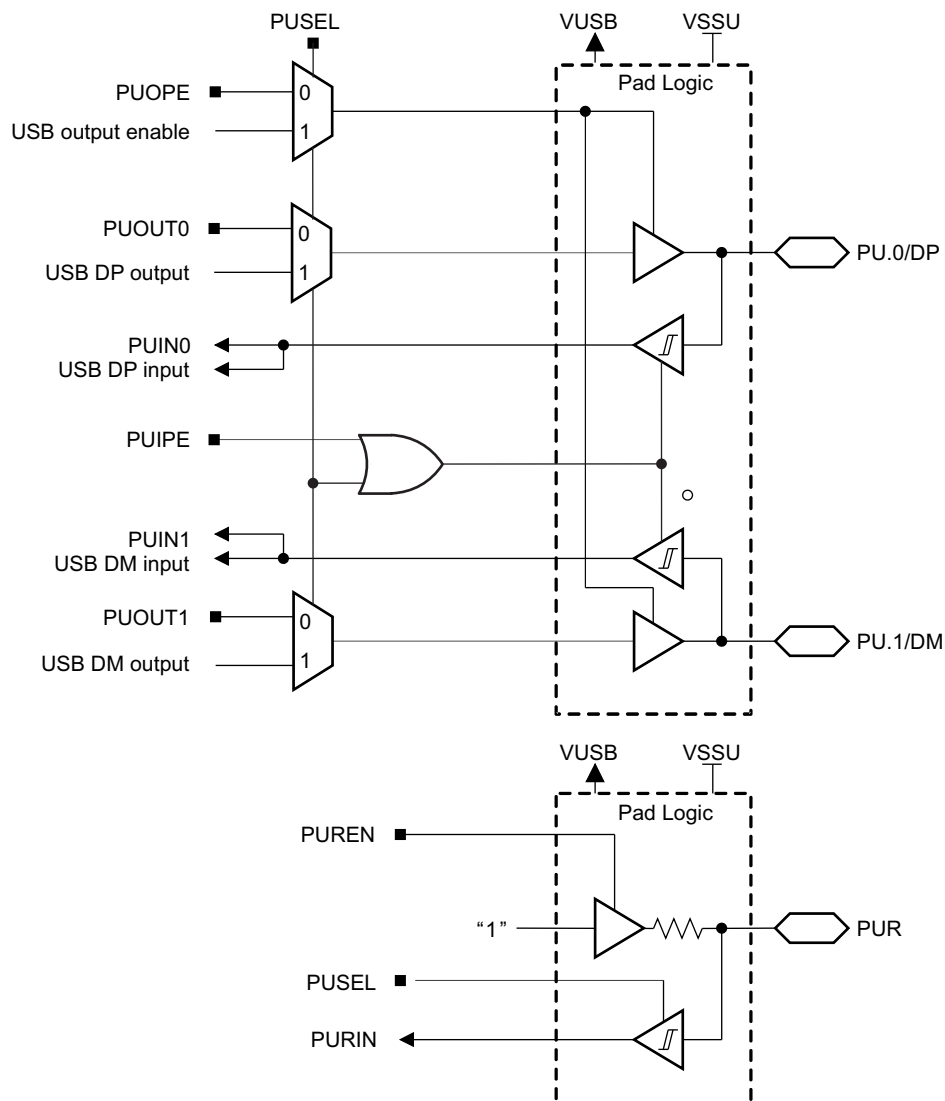 PUSEL
VUSB
VSSU
Pad Logic
PUOPE
0
USB output enable
1
PUOUT0
0
USB DP output
1
PU.0/DP
PUIN0
USB DP input
PUIPE
PUIN1
USB DM input
PUOUT1
0
USB DM output
1
PU.1/DM
VUSB
VSSU
Pad Logic
PUREN
“1”
PUR
PUSEL
PURIN